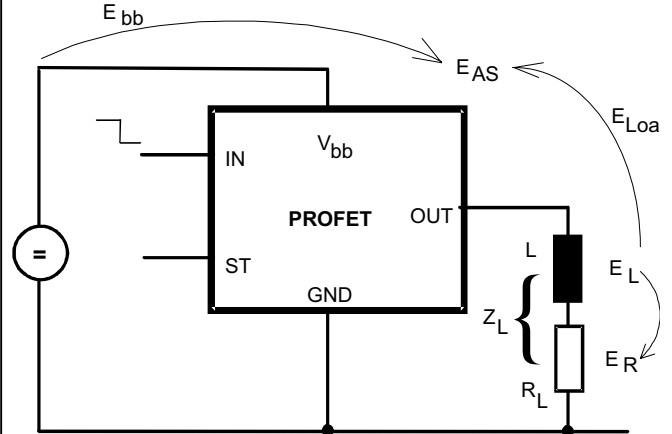 E bb
E AS
E Loa
V bb
IN
PROFET
OUT
ST
GND
=
L
E L
Z L
{
E R
R L